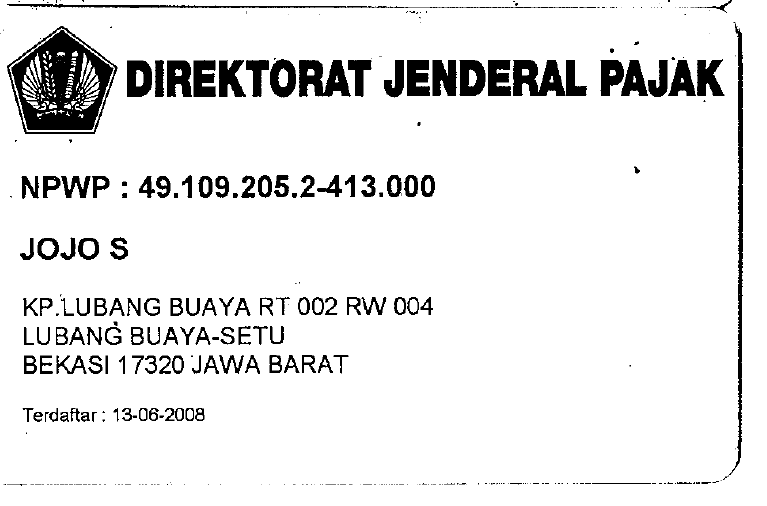 DIREKTORAT JENDERAL PAJAK
NPWP : 49.109.205.2-413.000
JOJO S
KP.LUBANG BUAYA RT 002 RW 004
LUBANG BUAYA-SETU
BEKASI 17320 JAWA BARAT
Terdaftar : 13-06-2008